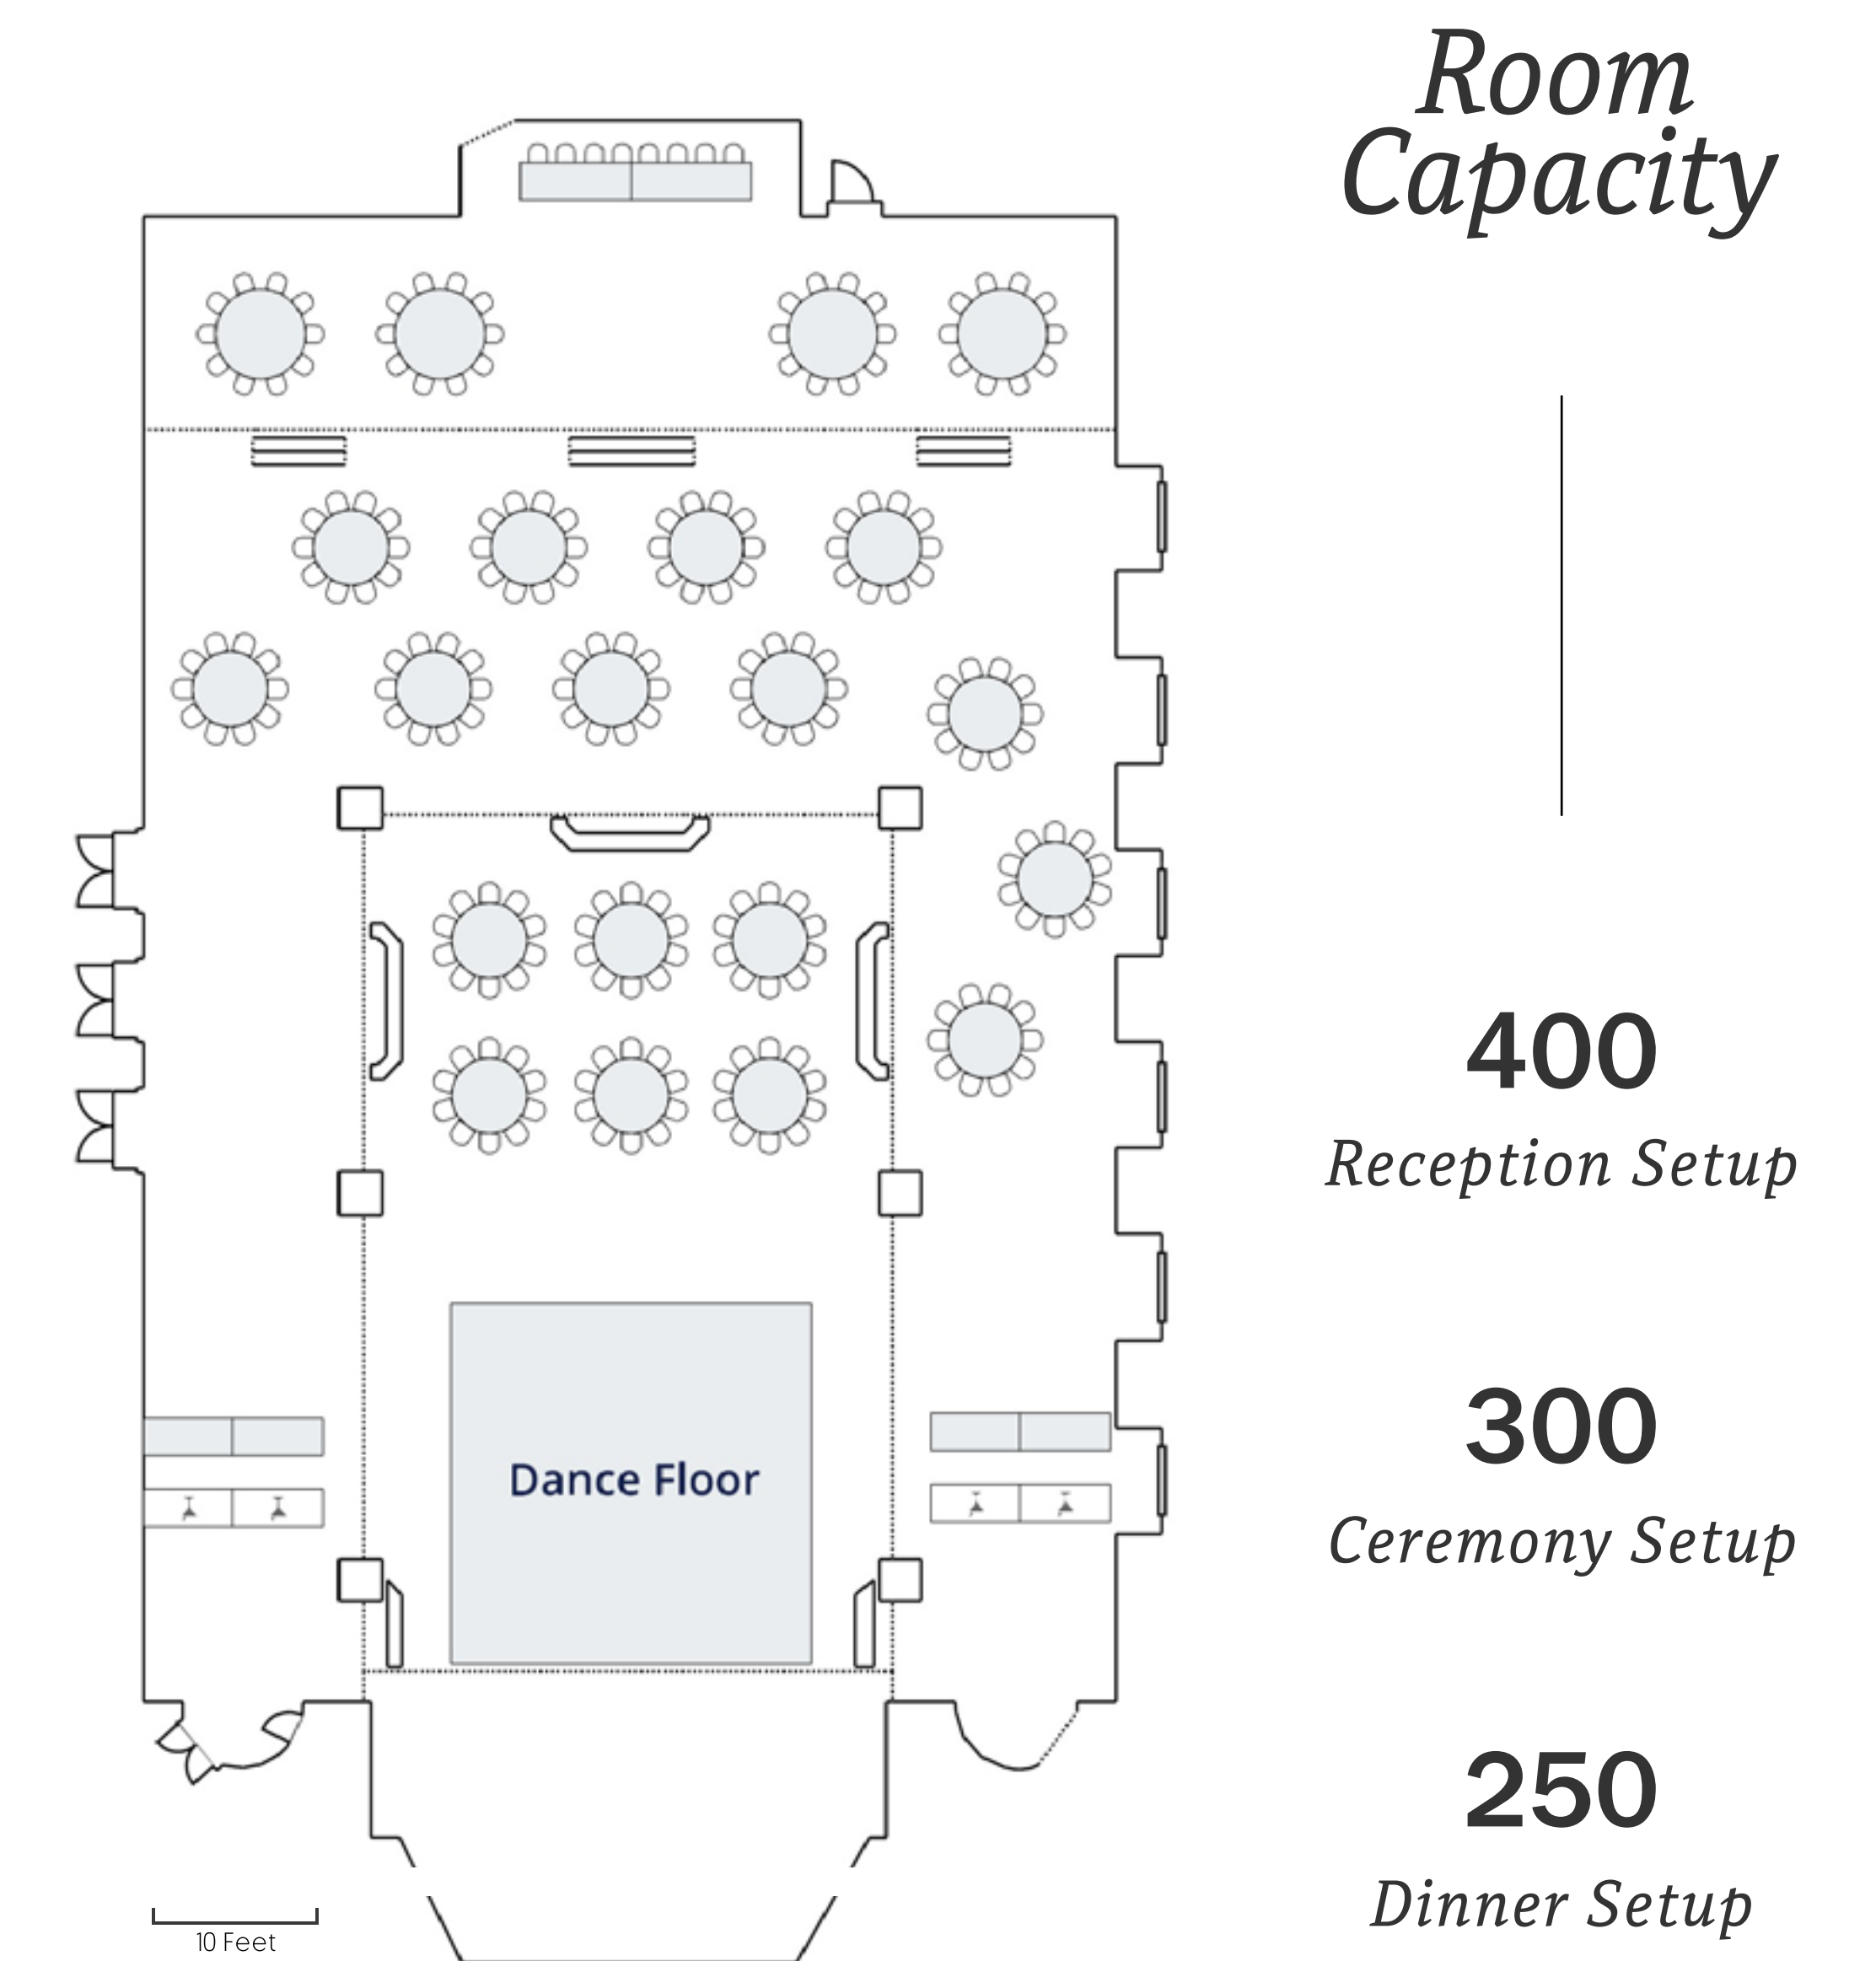 Room
Capacity
400
Reception Setup
300
Ceremony Setup
250
Dinner Setup
Dance Floor
10 Feet